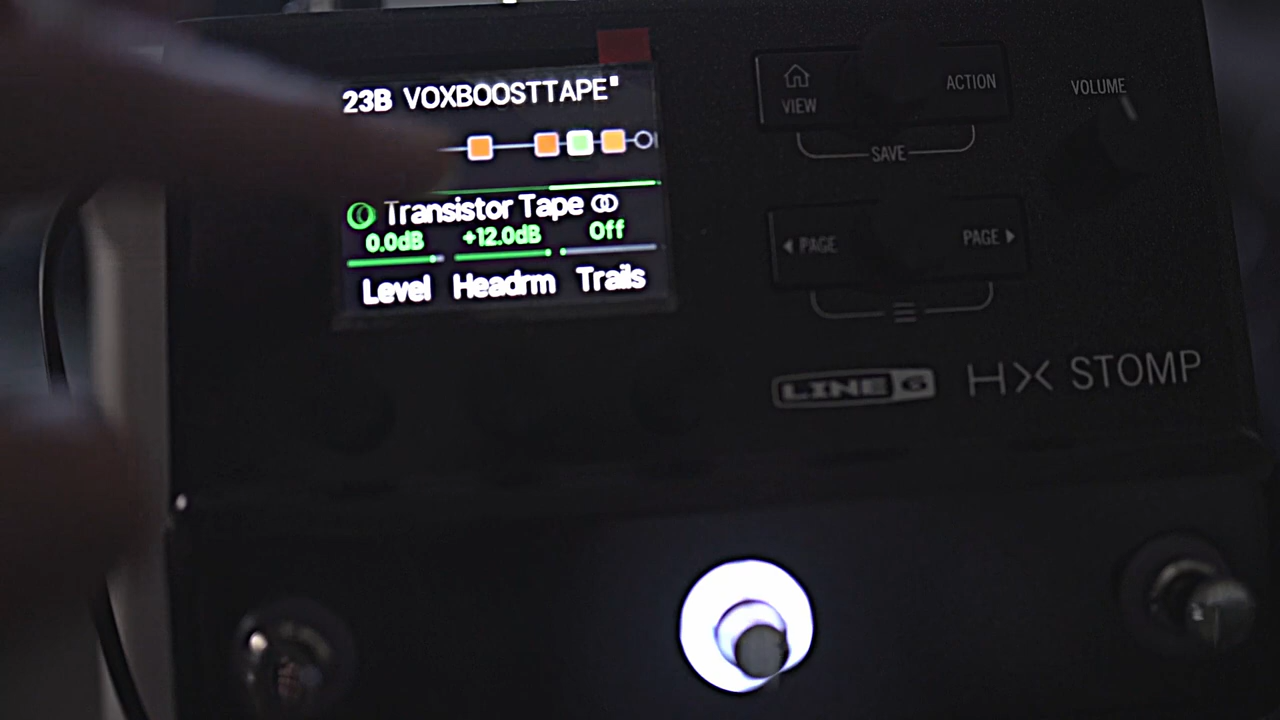 23B VOXBOOSTTAPE
Transistor Tape
0.0dB +12.0dB Off
Level Headrm Trails
VIEW
ACTION
SAVE
VOLUME
PAGE
PAGE
LINE 6
HX STOMP